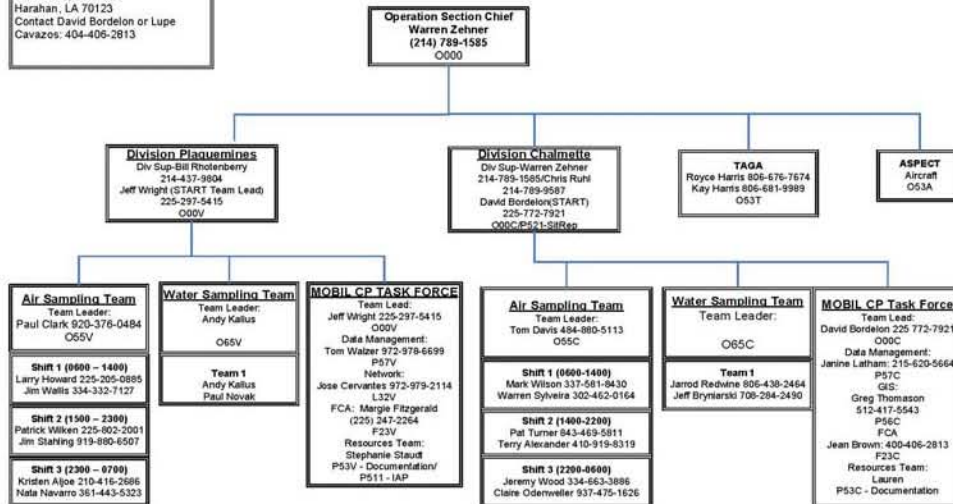 Harahan, LA 70123
Contact David Bordelon or Lupe
Cavazos: 404-406-2813
Operation Section Chief
Warren Zehner
(214) 789-1585
O000
Division Plaquemines
Div Sup-Bill Rhotenberry
214-437-9804
Jeff Wright (START Team Lead)
225-297-5415
O00V
Division Chalmette
Div Sup-Warren Zehner
214-789-1585/Chris Ruhl
214-789-9587
David Bordelon(START)
225-772-7921
O00C/P521-SitRep
TAGA
Royce Harris 806-676-7674
Kay Harris 806-681-9989
O53T
ASPECT
Aircraft
O53A
Air Sampling Team
Team Leader:
Paul Clark 920-376-0484
O55V
Shift 1 (0600 – 1400)
Larry Howard 225-205-0885
Jim Wallis 334-332-7127
Shift 2 (1500 – 2300)
Patrick Wilken 225-802-2001
Jim Stahling 919-880-6507
Shift 3 (2300 – 0700)
Kristen Aljoe 210-416-2686
Nata Navarro 361-443-5323
Water Sampling Team
Team Leader:
Andy Kallus
O65V
Team 1
Andy Kallus
Paul Novak
MOBIL CP TASK FORCE
Team Lead:
Jeff Wright 225-297-5415
O00V
Data Management:
Tom Walzer 972-978-6699
P57V
Network:
Jose Cervantes 972-979-2114
L32V
FCA: Margie Fitzgerald
(225) 247-2264
F23V
Resources Team:
Stephanie Staudt
P53V - Documentation/
P511 - IAP
Air Sampling Team
Team Leader:
Tom Davis 484-880-5113
O55C
Shift 1 (0600-1400)
Mark Wilson 337-581-8430
Warren Sylveira 302-462-0164
Shift 2 (1400-2200)
Pat Turner 843-469-5811
Terry Alexander 410-919-8319
Shift 3 (2200-0600)
Jeremy Wood 334-663-3886
Claire Odenweller 937-475-1626
Water Sampling Team
Team Leader:
O65C
Team 1
Jarrod Redwine 806-438-2464
Jeff Bryniarski 708-284-2490
MOBIL CP Task Force
Team Lead:
David Bordelon 225 772-7921
O00C
Data Management:
Janine Latham: 215-620-5664
P57C
GIS:
Greg Thomason
512-417-5543
P56C
FCA
Jean Brown: 400-406-2813
F23C
Resources Team:
Lauren
P53C - Documentation